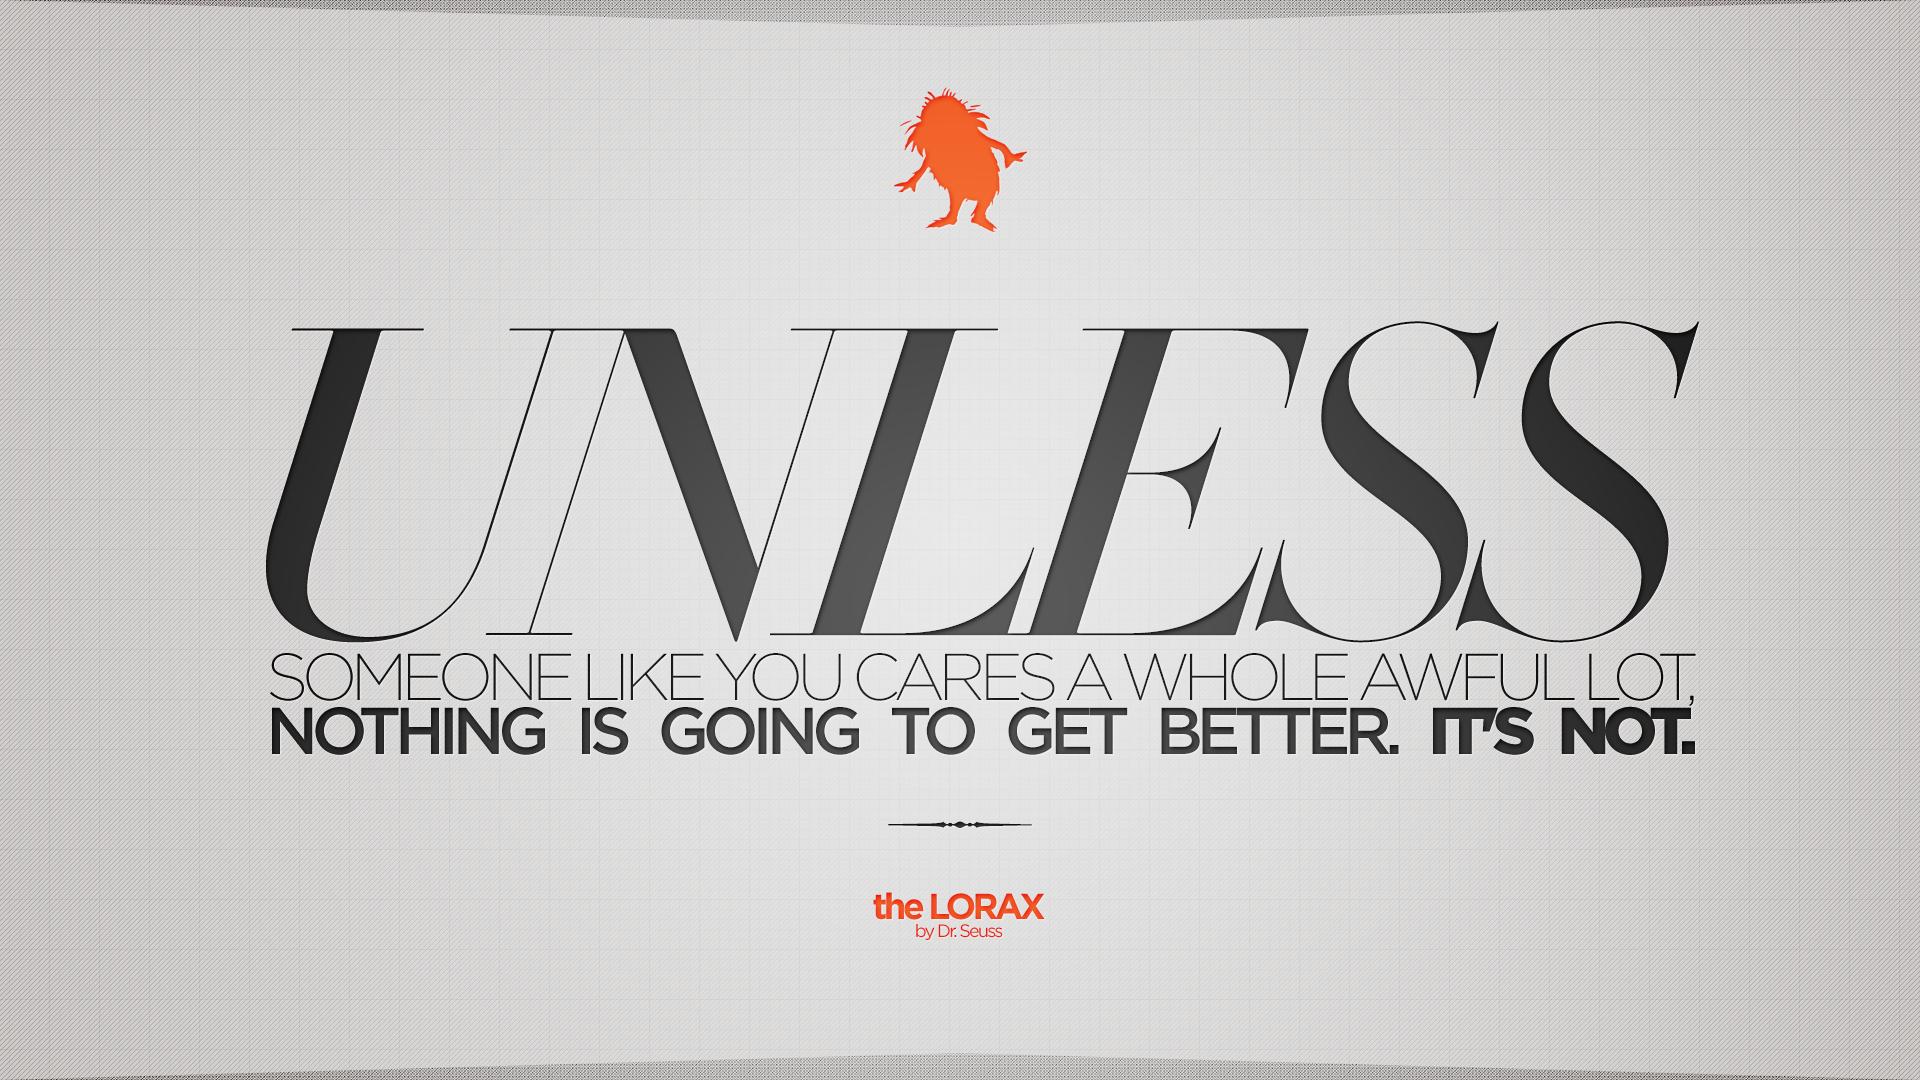 UNLESS
SOMEONE LIKE YOU CARES A WHOLE AWFUL LOT,
NOTHING IS GOING TO GET BETTER. IT'S NOT.
the LORAX
by Dr. Seuss